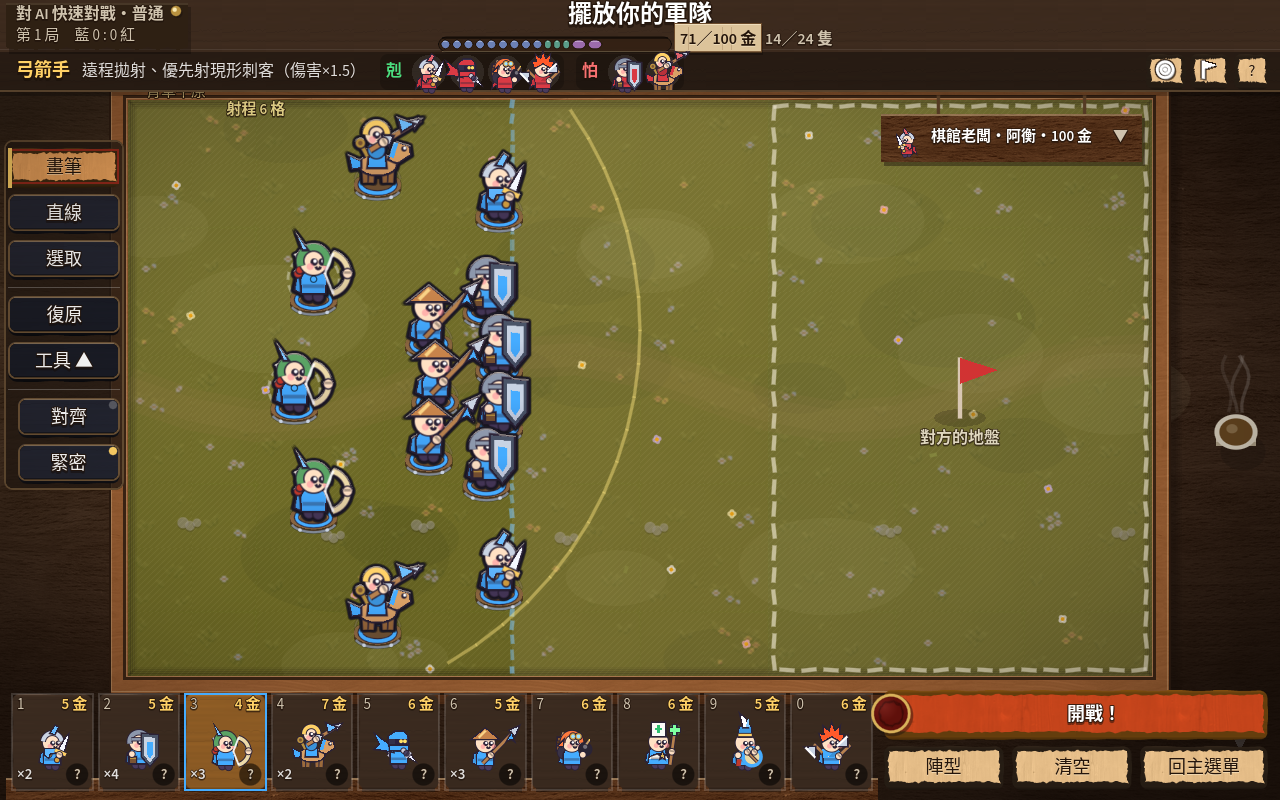 對 AI 快速對戰・普通
第 1 局 藍 0:0 紅
擺放你的軍隊
71／100 金
14／24 隻
弓箭手 遠程拋射、優先射現形刺客（傷害×1.5） 剋 怕
?
射程 6 格
棋館老闆・阿衡・100 金 ▼
畫筆
直線
選取
復原
工具 ▲
對齊
緊密
對方的地盤
1 5 金 ×2 ?
2 5 金 ×4 ?
3 4 金 ×3 ?
4 7 金 ×2 ?
5 6 金 ?
6 5 金 ×3 ?
7 6 金 ?
8 6 金 ?
9 5 金 ?
0 6 金 ?
開戰！
陣型
清空
回主選單